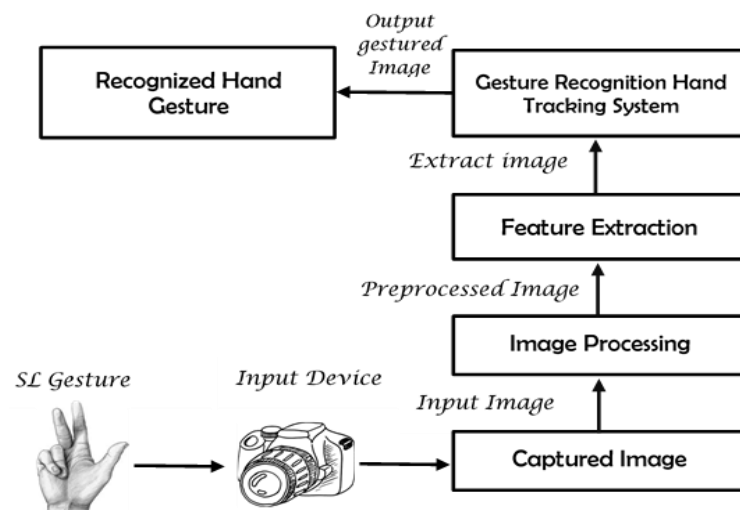 Output
gestured
Image
Recognized Hand
Gesture
Gesture Recognition Hand
Tracking System
Extract image
Feature Extraction
Preprocessed Image
Image Processing
SL Gesture
Input Device
Input Image
Captured Image